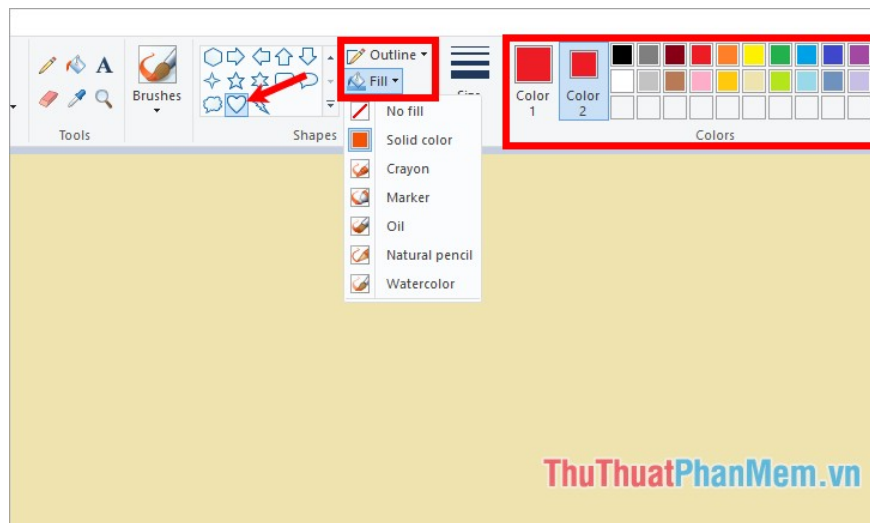 Outline
Fill
A
Brushes
Color
1
Color
2
Tools
Shapes
Colors
No fill
Solid color
Crayon
Marker
Oil
Natural pencil
Watercolor
ThuThuatPhanMem.vn